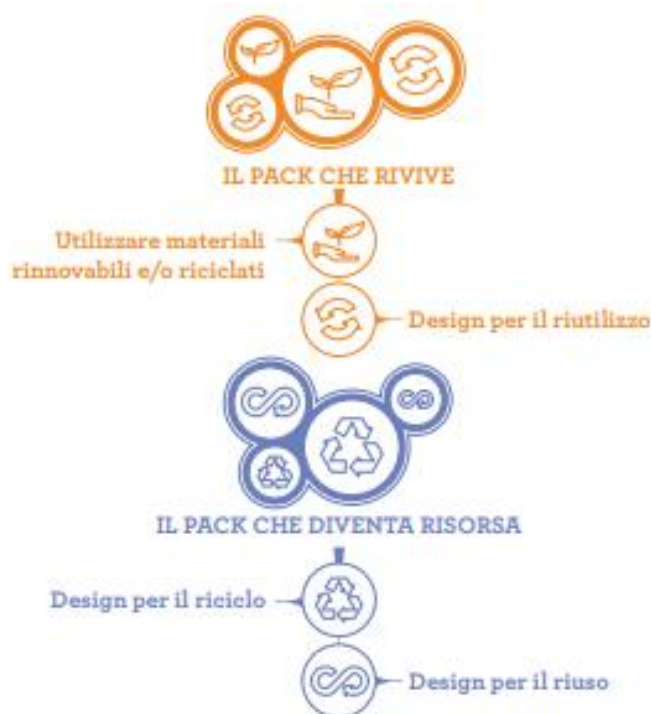 IL PACK CHE RIVIVE
Utilizzare materiali
rinnovabili e/o riciclati
Design per il riutilizzo
IL PACK CHE DIVENTA RISORSA
Design per il riciclo
Design per il riuso